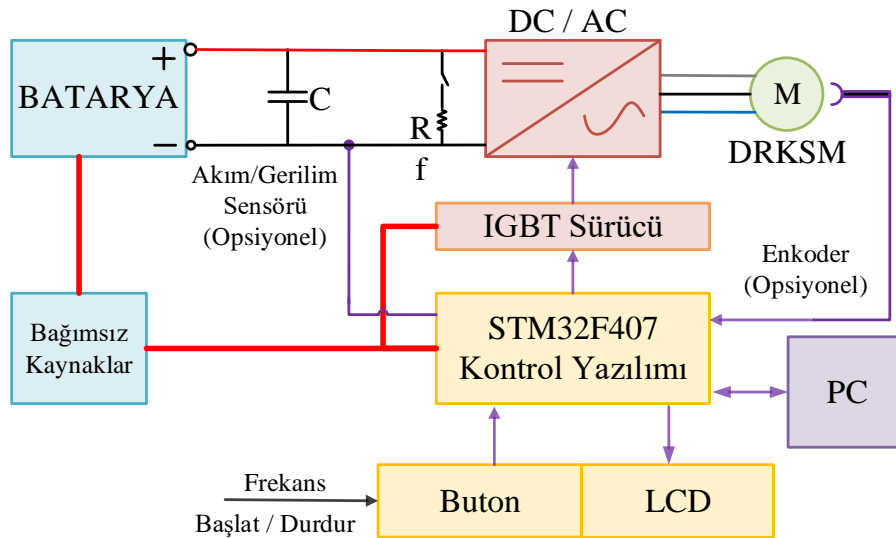 DC / AC
+
BATARYA
C
R
f
−
M
DRKSM
Akım/Gerilim
Sensörü
(Opsiyonel)
IGBT Sürücü
Enkoder
(Opsiyonel)
Bağımsız
Kaynaklar
STM32F407
Kontrol Yazılımı
PC
Frekans
Başlat / Durdur
Buton
LCD